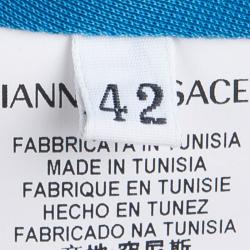 IANN 42 SACE
FABBRICATA IN TUNISIA
MADE IN TUNISIA
FABRIQUE EN TUNISIE
HECHO EN TUNEZ
FABRICADO NA TUNISIA